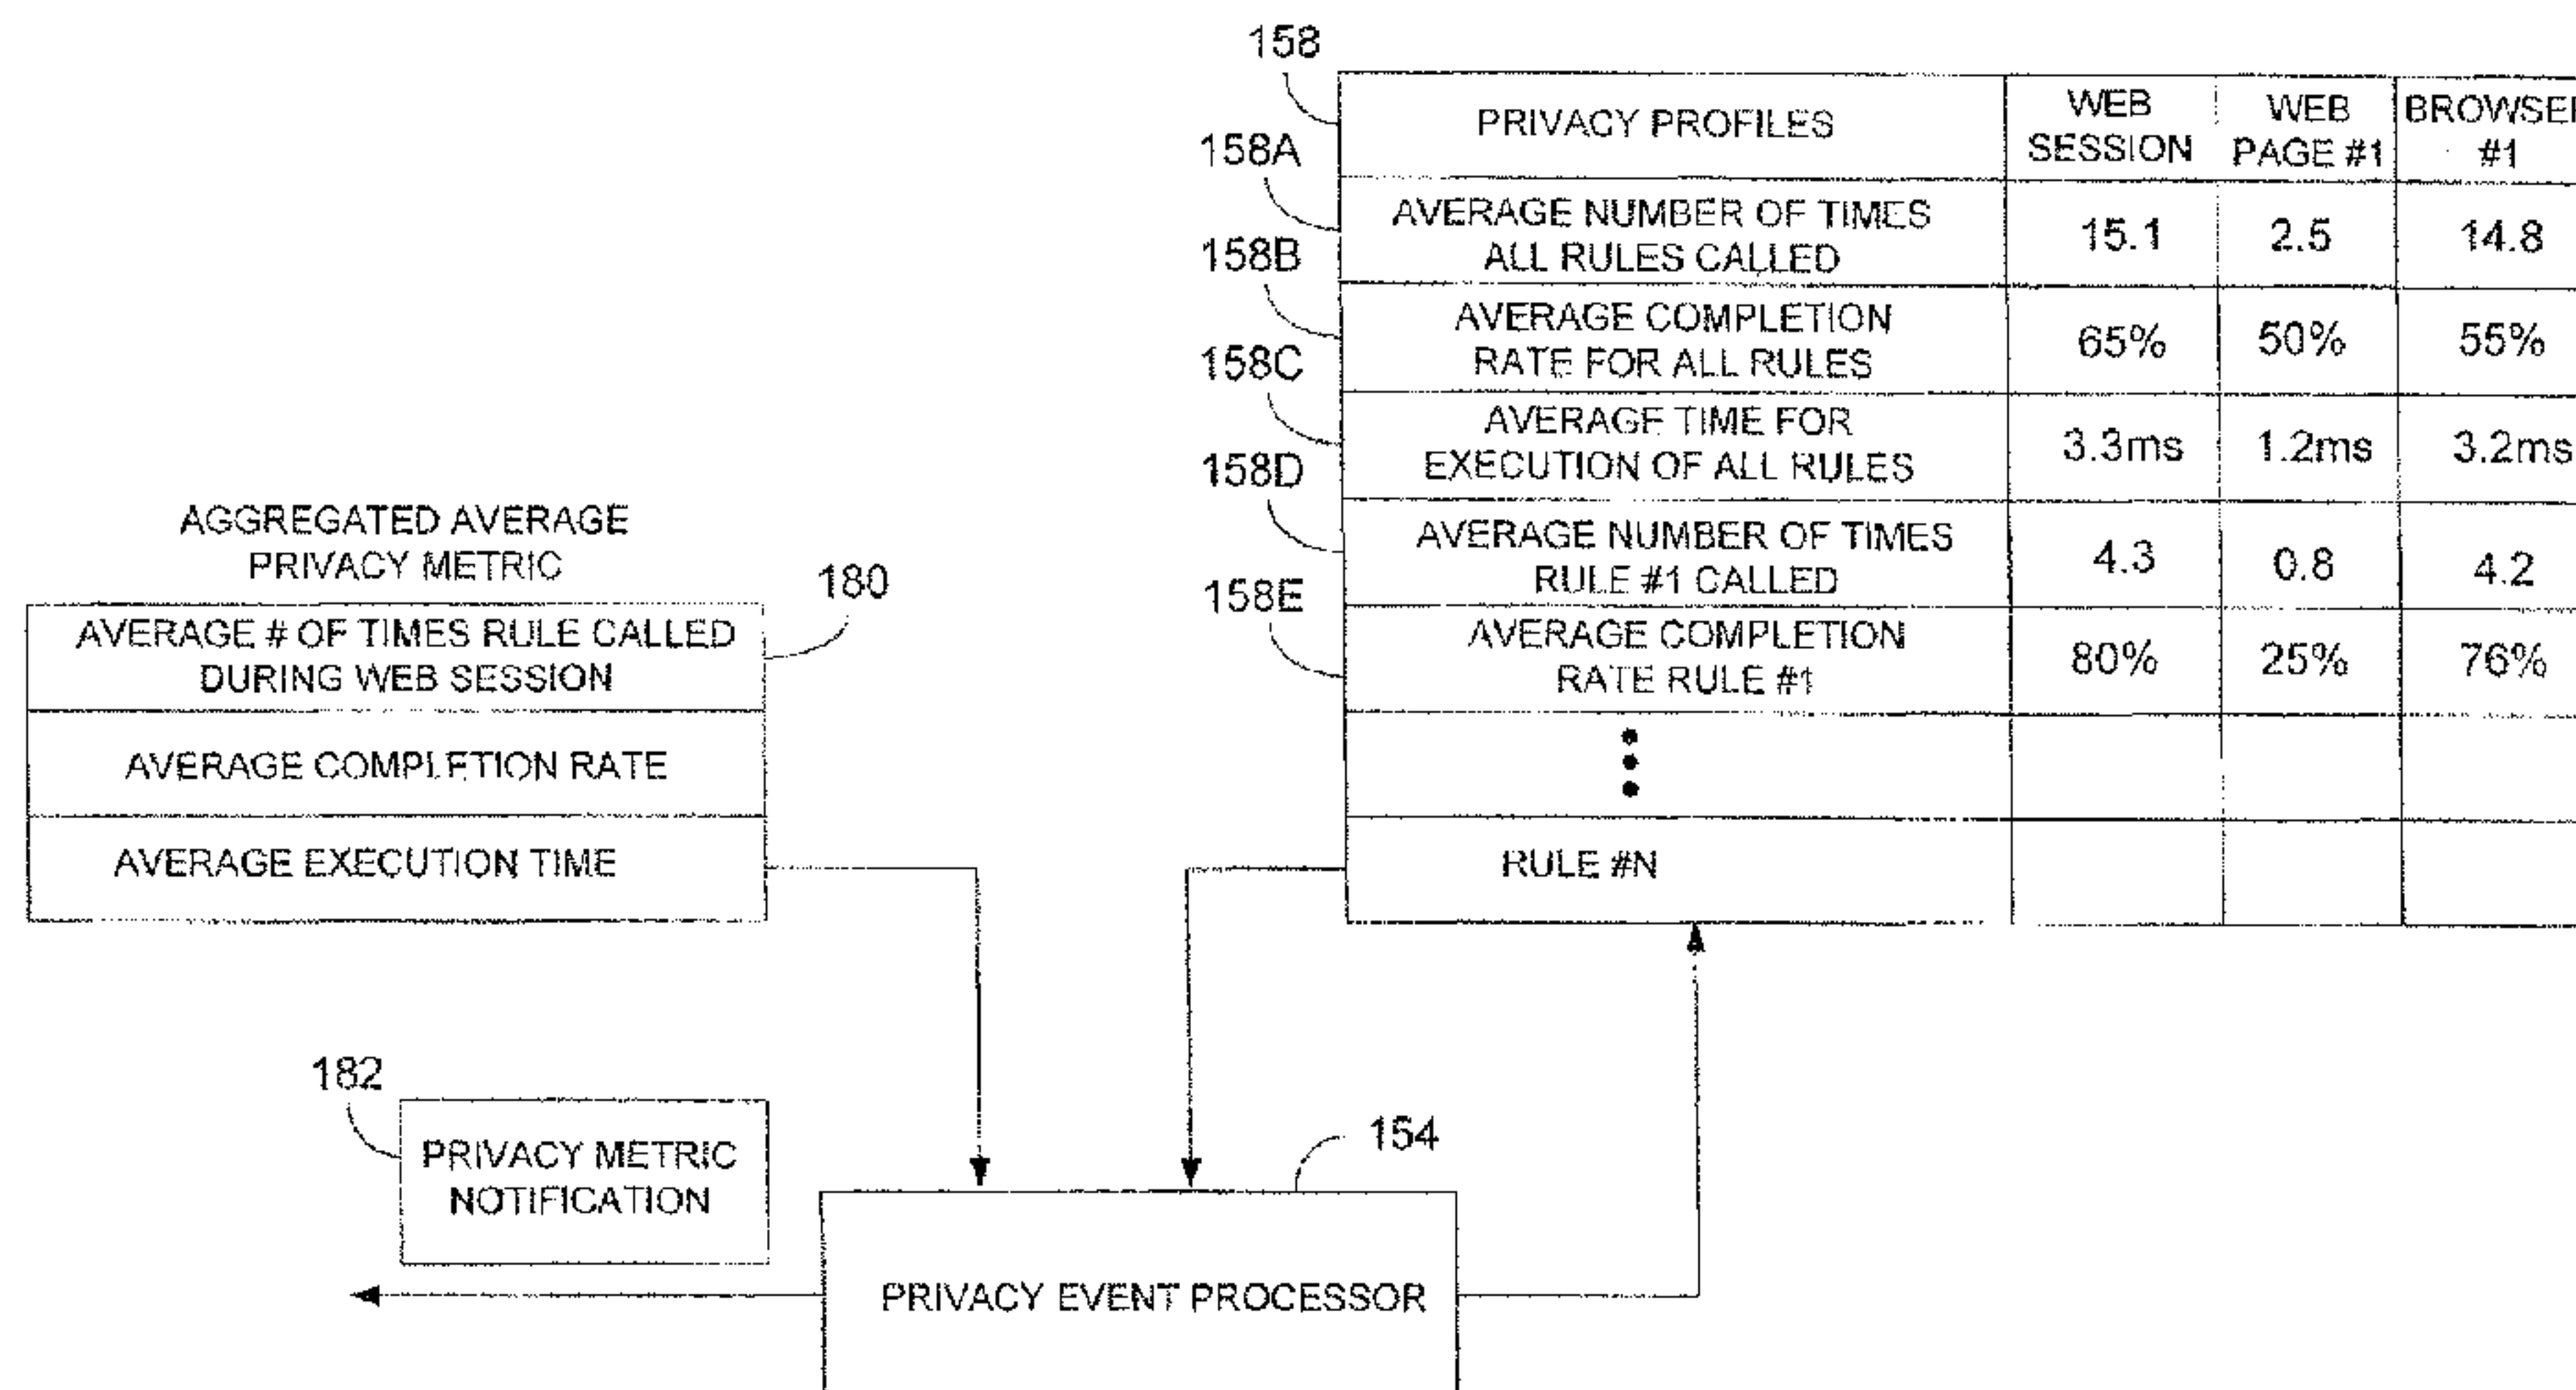 158
PRIVACY PROFILES
WEB
SESSION
WEB
PAGE #1
BROWSER
#1
158A
AVERAGE NUMBER OF TIMES
ALL RULES CALLED
15.1
2.5
14.8
158B
AVERAGE COMPLETION
RATE FOR ALL RULES
65%
50%
55%
158C
AVERAGE TIME FOR
EXECUTION OF ALL RULES
3.3ms
1.2ms
3.2ms
158D
AVERAGE NUMBER OF TIMES
RULE #1 CALLED
4.3
0.8
4.2
158E
AVERAGE COMPLETION
RATE RULE #1
80%
25%
76%
RULE #N
AGGREGATED AVERAGE
PRIVACY METRIC
180
AVERAGE # OF TIMES RULE CALLED
DURING WEB SESSION
AVERAGE COMPLETION RATE
AVERAGE EXECUTION TIME
182
PRIVACY METRIC
NOTIFICATION
154
PRIVACY EVENT PROCESSOR